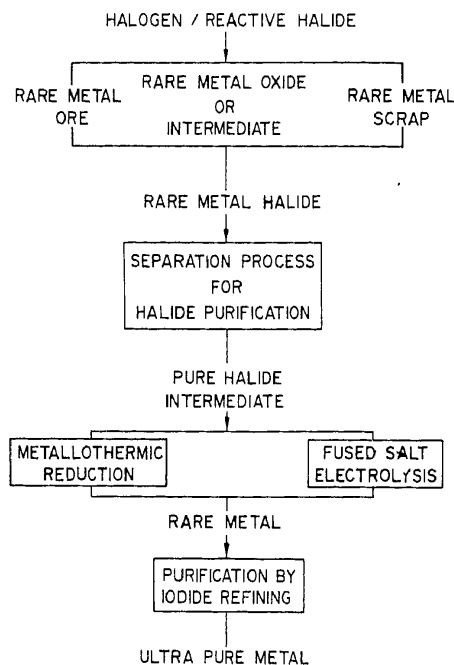 HALOGEN / REACTIVE HALIDE
RARE METAL
ORE
RARE METAL OXIDE
OR
INTERMEDIATE
RARE METAL
SCRAP
RARE METAL HALIDE
SEPARATION PROCESS
FOR
HALIDE PURIFICATION
PURE HALIDE
INTERMEDIATE
METALLOTHERMIC
REDUCTION
FUSED SALT
ELECTROLYSIS
RARE METAL
PURIFICATION BY
IODIDE REFINING
ULTRA PURE METAL